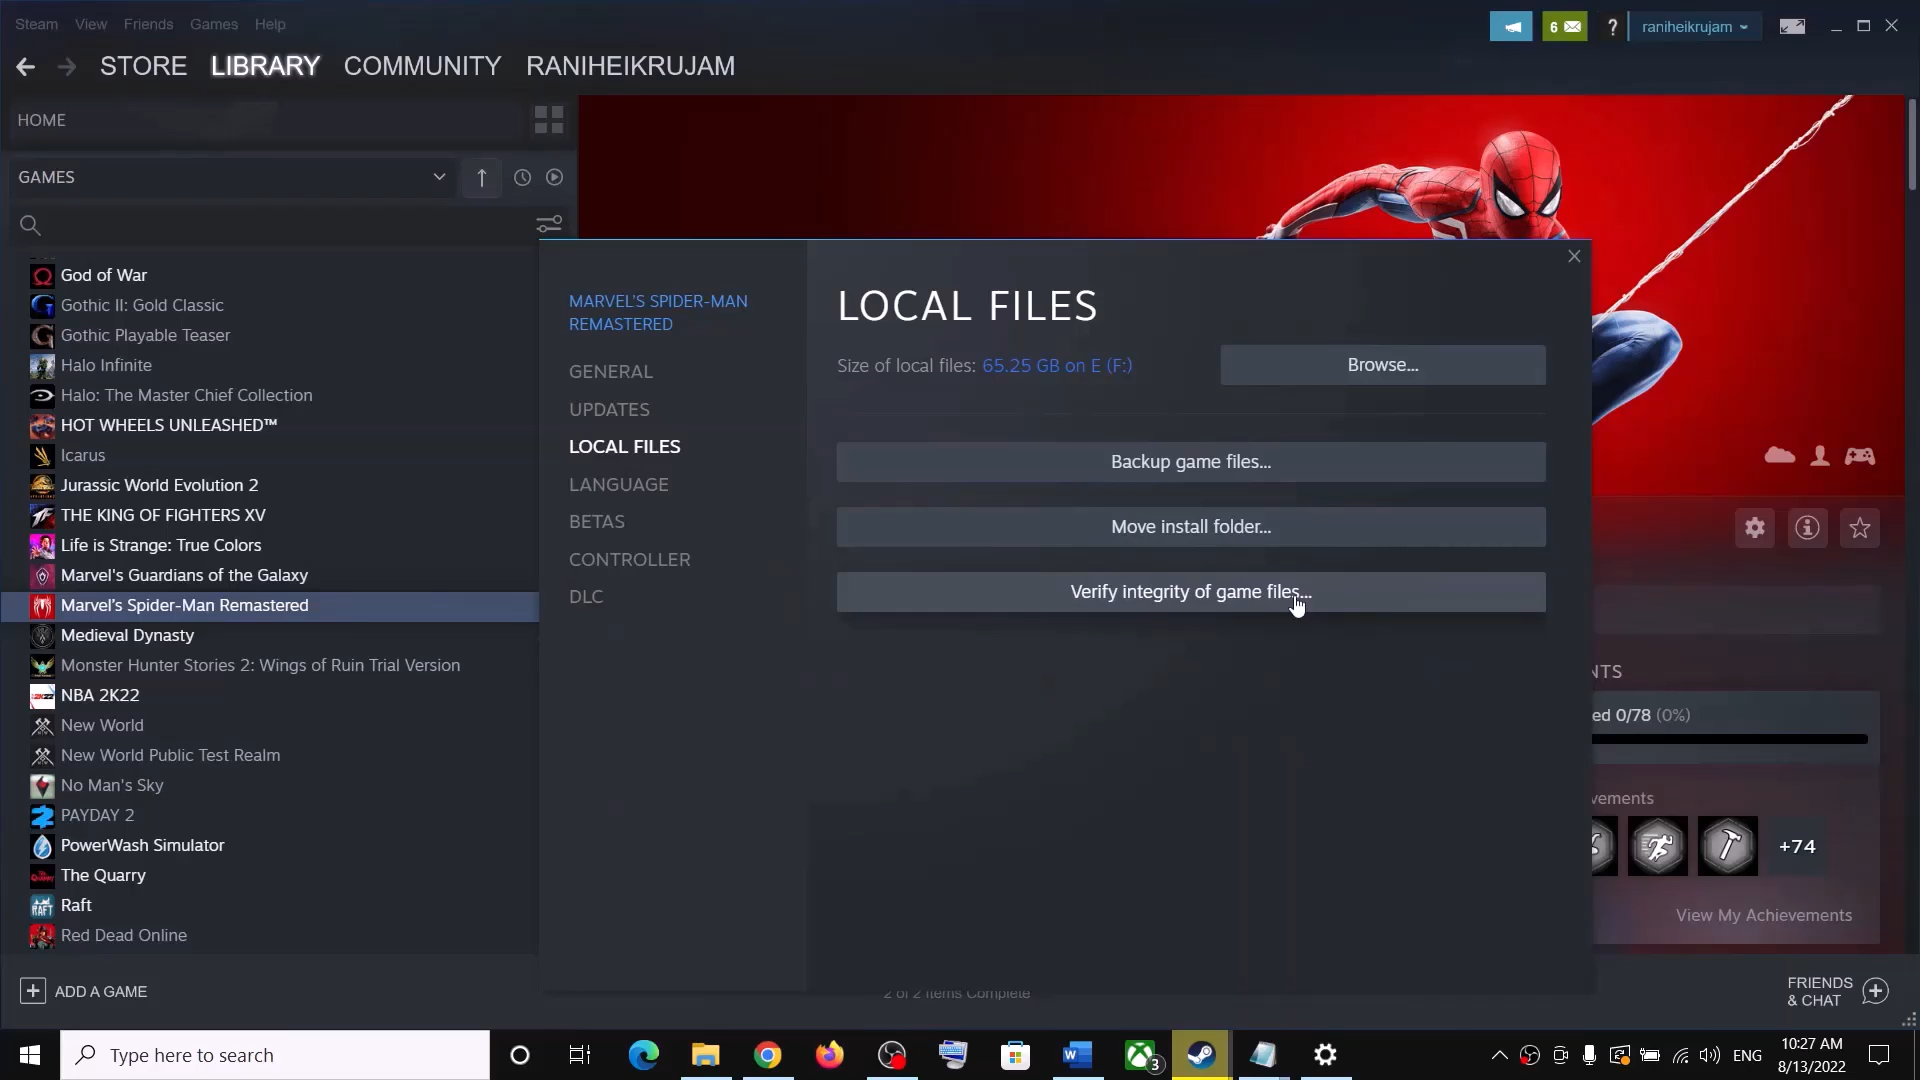 Steam View Friends Games Help
6 ? raniheikrujam
STORE LIBRARY COMMUNITY RANIHEIKRUJAM
HOME
GAMES
God of War
Gothic II: Gold Classic
Gothic Playable Teaser
Halo Infinite
Halo: The Master Chief Collection
HOT WHEELS UNLEASHED™
Icarus
Jurassic World Evolution 2
THE KING OF FIGHTERS XV
Life is Strange: True Colors
Marvel's Guardians of the Galaxy
Marvel's Spider-Man Remastered
Medieval Dynasty
Monster Hunter Stories 2: Wings of Ruin Trial Version
NBA 2K22
New World
New World Public Test Realm
No Man's Sky
PAYDAY 2
PowerWash Simulator
The Quarry
Raft
Red Dead Online
ADD A GAME
MARVEL'S SPIDER-MAN
REMASTERED
GENERAL
UPDATES
LOCAL FILES
LANGUAGE
BETAS
CONTROLLER
DLC
LOCAL FILES
Size of local files: 65.25 GB on E (F:)
Browse...
Backup game files...
Move install folder...
Verify integrity of game files...
NTS
ed 0/78 (0%)
vements
+74
View My Achievements
2 of 2 Items Complete
FRIENDS
& CHAT
Type here to search
3
ENG
10:27 AM
8/13/2022